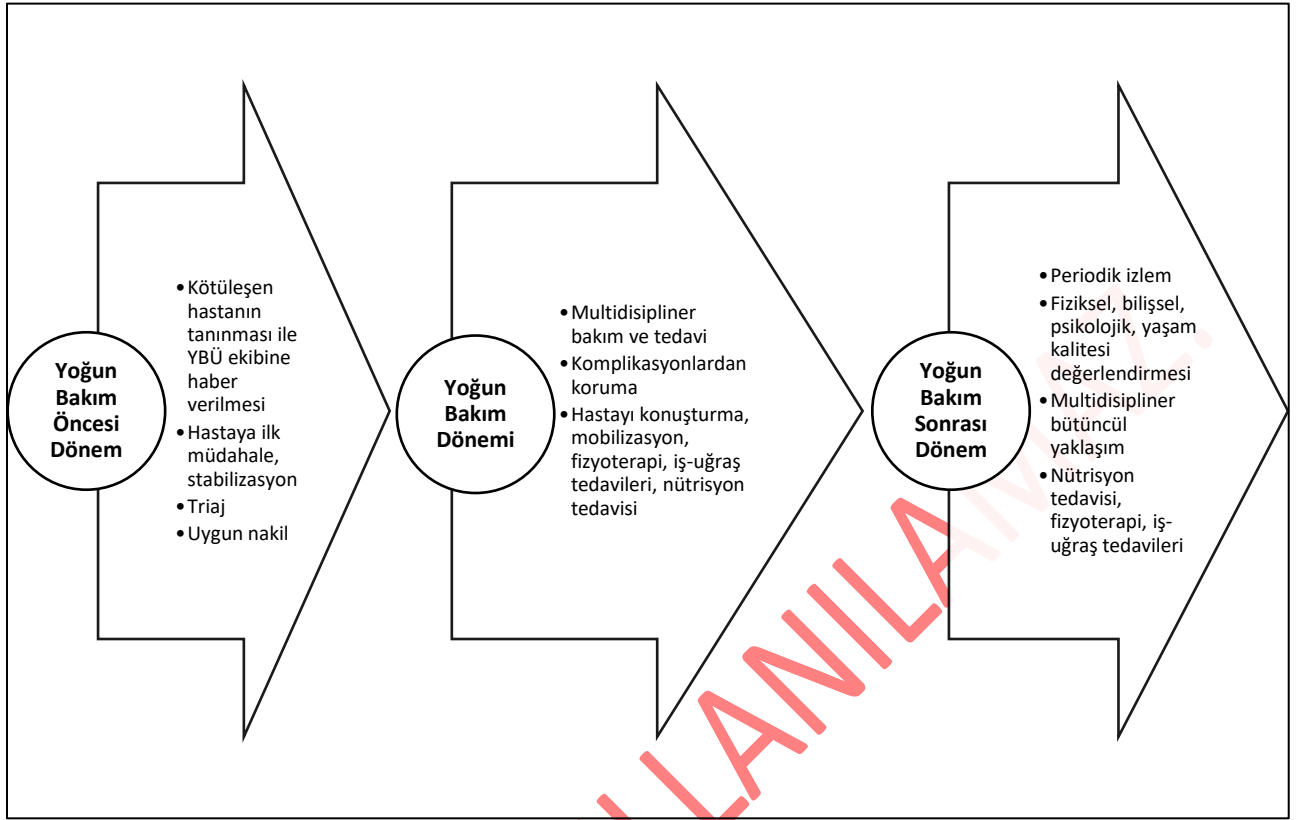 Yoğun
Bakım
Öncesi
Dönem
•Kötüleşen
hastanın
tanınması ile
YBÜ ekibine
haber
verilmesi
•Hastaya ilk
müdahale,
stabilizasyon
•Triaj
•Uygun nakil
Yoğun
Bakım
Dönemi
•Multidisipliner
bakım ve tedavi
•Komplikasyonlardan
koruma
•Hastayı konuşturma,
mobilizasyon,
fizyoterapi, iş-uğraş
tedavileri, nütrisyon
tedavisi
Yoğun
Bakım
Sonrası
Dönem
•Periodik izlem
•Fiziksel, bilişsel,
psikolojik, yaşam
kalitesi
değerlendirmesi
•Multidisipliner
bütüncül
yaklaşım
•Nütrisyon
tedavisi,
fizyoterapi, iş-
uğraş tedavileri
LLANILAMAZ.